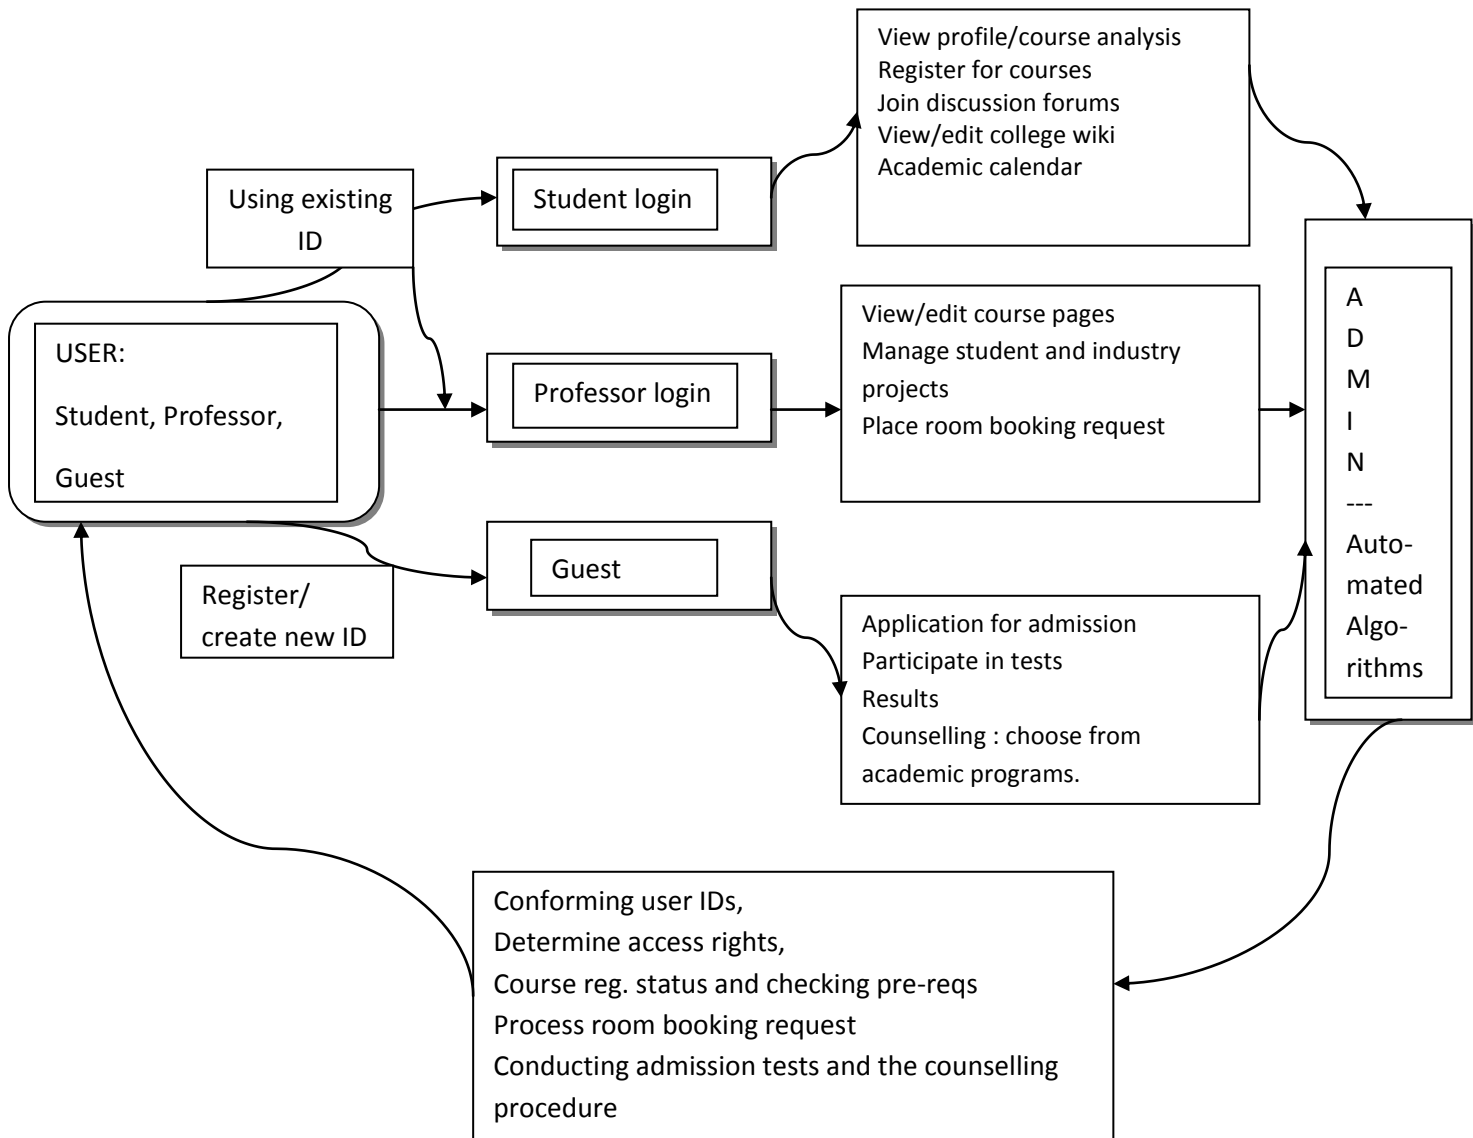 View profile/course analysis
Register for courses
Join discussion forums
View/edit college wiki
Academic calendar
Using existing
ID
Student login
USER:
Student, Professor,
Guest
Professor login
View/edit course pages
Manage student and industry
projects
Place room booking request
A
D
M
I
N
---
Auto-
mated
Algo-
rithms
Register/
create new ID
Guest
Application for admission
Participate in tests
Results
Counselling : choose from
academic programs.
Conforming user IDs,
Determine access rights,
Course reg. status and checking pre-reqs
Process room booking request
Conducting admission tests and the counselling
procedure